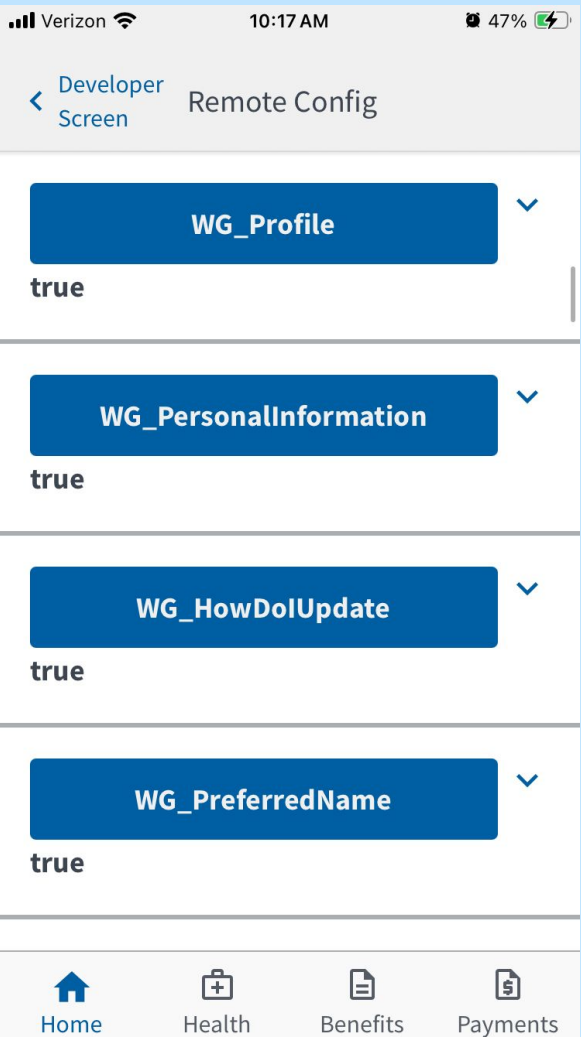 Verizon 10:17 AM 47%
Developer
Screen
Remote Config
WG_Profile
true
WG_PersonalInformation
true
WG_HowDoIUpdate
true
WG_PreferredName
true
Home Health Benefits Payments